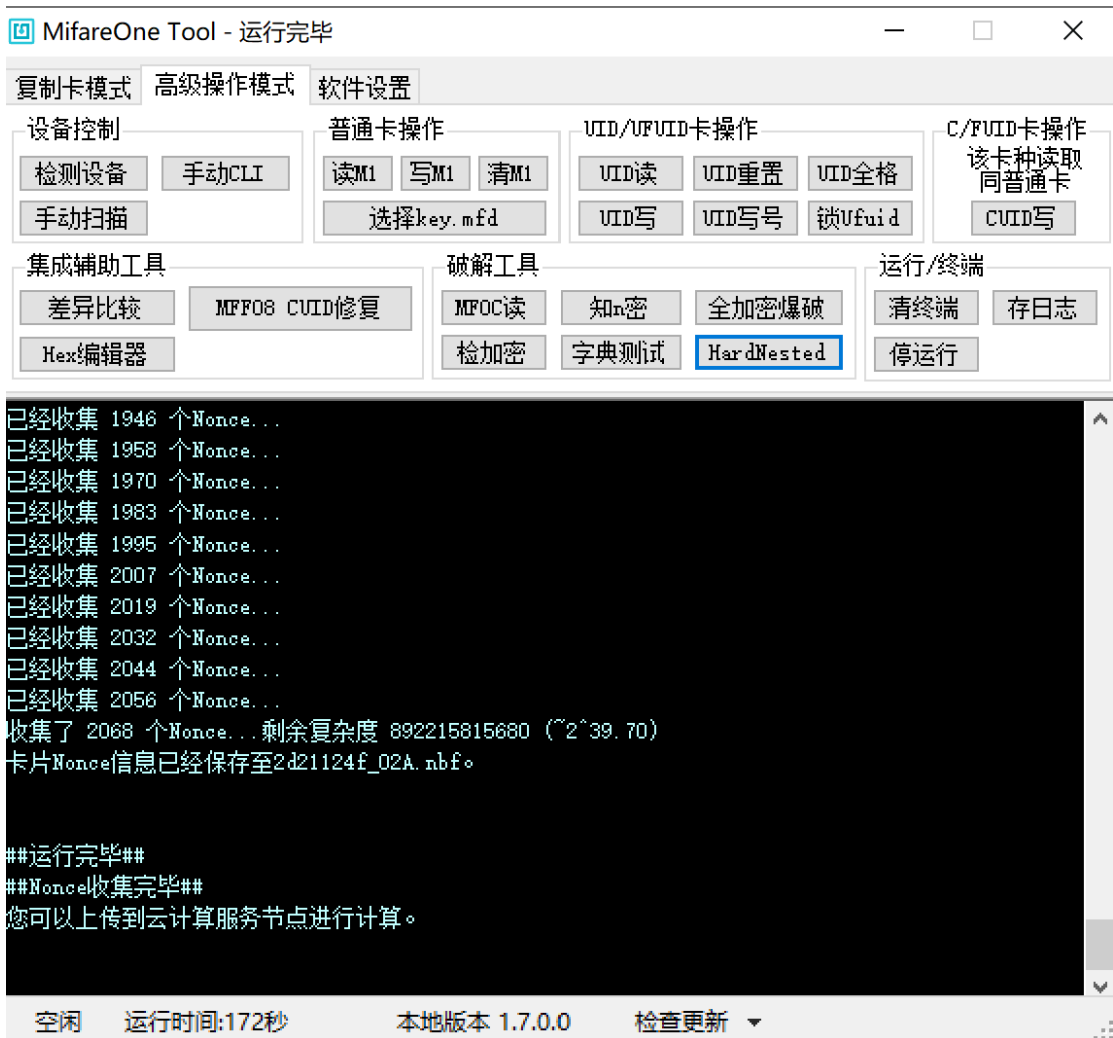 MifareOne Tool - 运行完毕
复制卡模式 高级操作模式 软件设置
设备控制
检测设备 手动CLI
手动扫描
普通卡操作
读M1 写M1 清M1
选择key.mfd
UID/UFUID卡操作
UID读 UID重置 UID全格
UID写 UID写号 锁Ufuid
C/FUID卡操作
该卡种读取
同普通卡
CUID写
集成辅助工具
差异比较 MFF08 CUID修复
Hex编辑器
破解工具
MFOC读 知n密 全加密爆破
检加密 字典测试 HardNested
运行/终端
清终端 存日志
停运行
已经收集 1946 个Nonce...
已经收集 1958 个Nonce...
已经收集 1970 个Nonce...
已经收集 1983 个Nonce...
已经收集 1995 个Nonce...
已经收集 2007 个Nonce...
已经收集 2019 个Nonce...
已经收集 2032 个Nonce...
已经收集 2044 个Nonce...
已经收集 2056 个Nonce...
收集了 2068 个Nonce...剩余复杂度 892215815680 (~2^39.70)
卡片Nonce信息已经保存至2d21124f_02A.nbf。
##运行完毕##
##Nonce收集完毕##
您可以上传到云计算服务节点进行计算。
空闲 运行时间:172秒 本地版本 1.7.0.0 检查更新